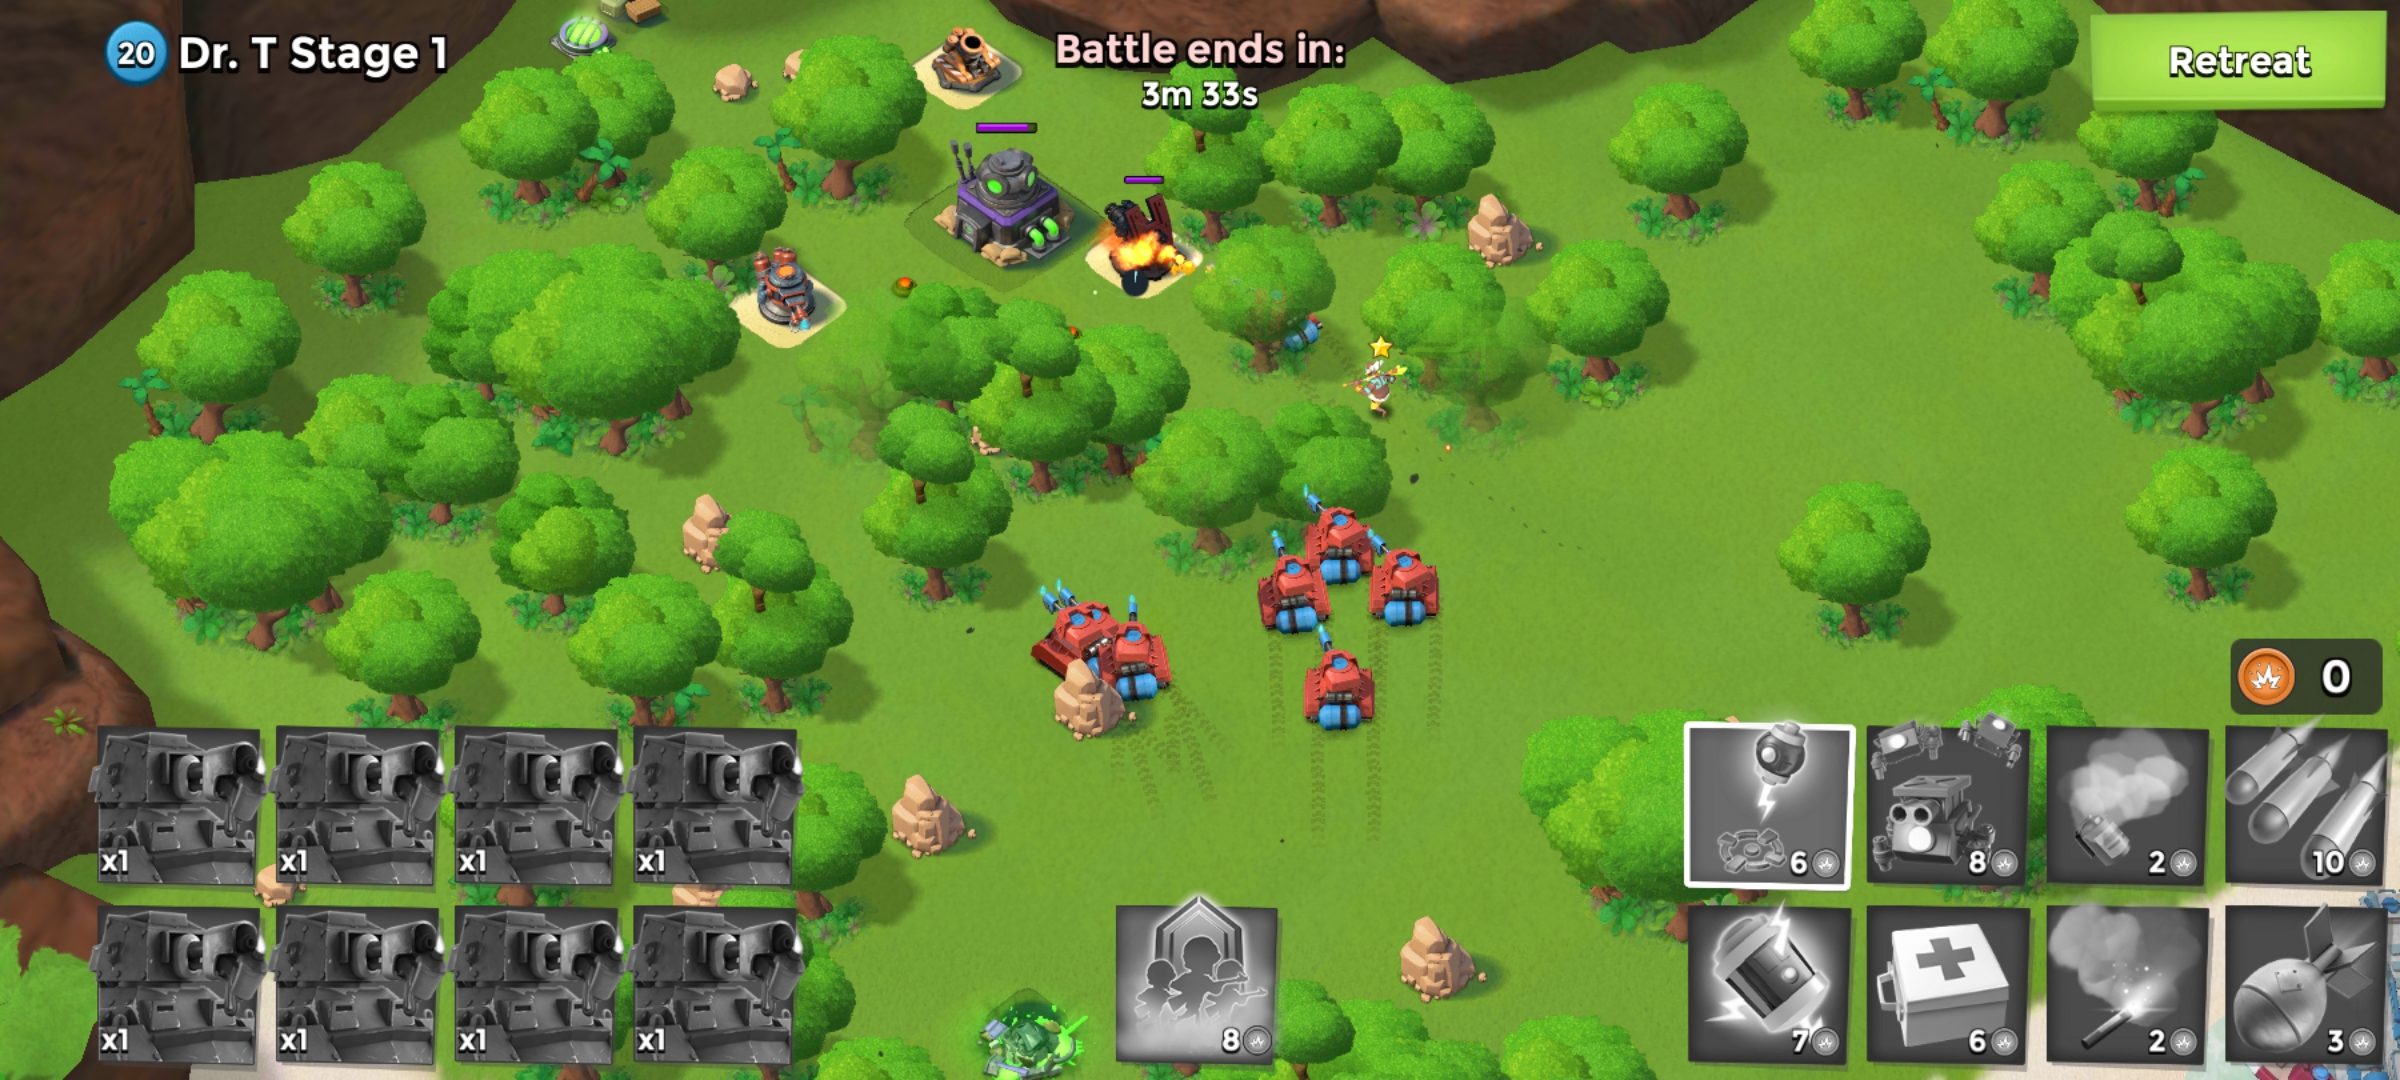 20 Dr. T Stage 1
Battle ends in:
3m 33s
Retreat
0
x1 x1 x1 x1
6 8 2 10
x1 x1 x1 x1
8
7 6 2 3